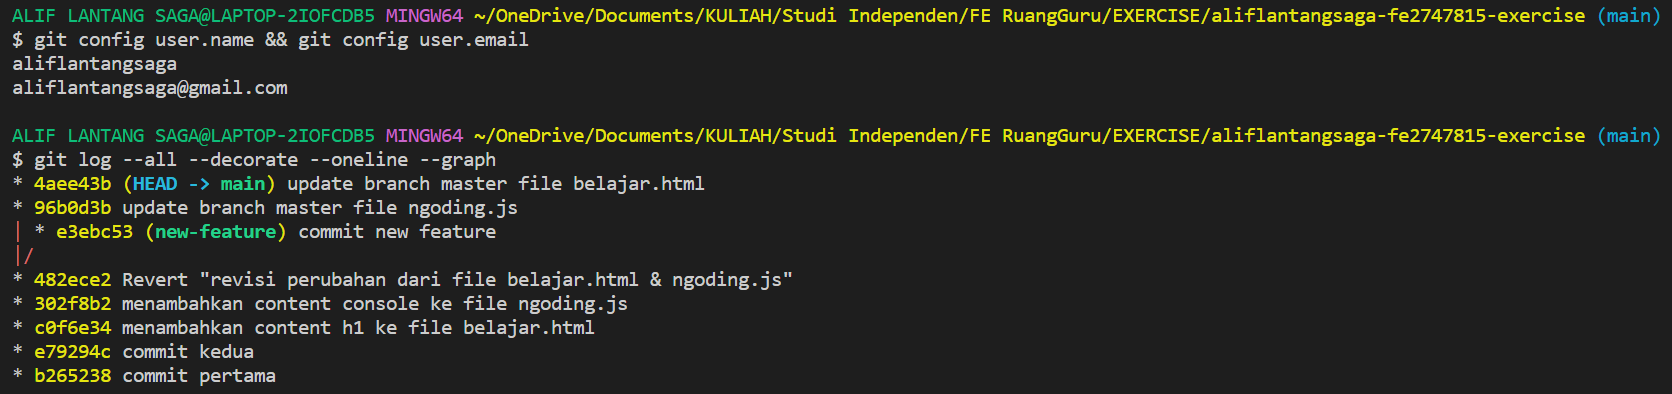 ALIF LANTANG SAGA@LAPTOP-2IOFCDB5 MINGW64 ~/OneDrive/Documents/KULIAH/Studi Independen/FE RuangGuru/EXERCISE/aliflantangsaga-fe2747815-exercise (main)
$ git config user.name && git config user.email
aliflantangsaga
aliflantangsaga@gmail.com
ALIF LANTANG SAGA@LAPTOP-2IOFCDB5 MINGW64 ~/OneDrive/Documents/KULIAH/Studi Independen/FE RuangGuru/EXERCISE/aliflantangsaga-fe2747815-exercise (main)
$ git log --all --decorate --oneline --graph
* 4aee43b (HEAD -> main) update branch master file belajar.html
* 96b0d3b update branch master file ngoding.js
| * e3ebc53 (new-feature) commit new feature
|/
* 482ece2 Revert "revisi perubahan dari file belajar.html & ngoding.js"
* 302f8b2 menambahkan content console ke file ngoding.js
* c0f6e34 menambahkan content h1 ke file belajar.html
* e79294c commit kedua
* b265238 commit pertama